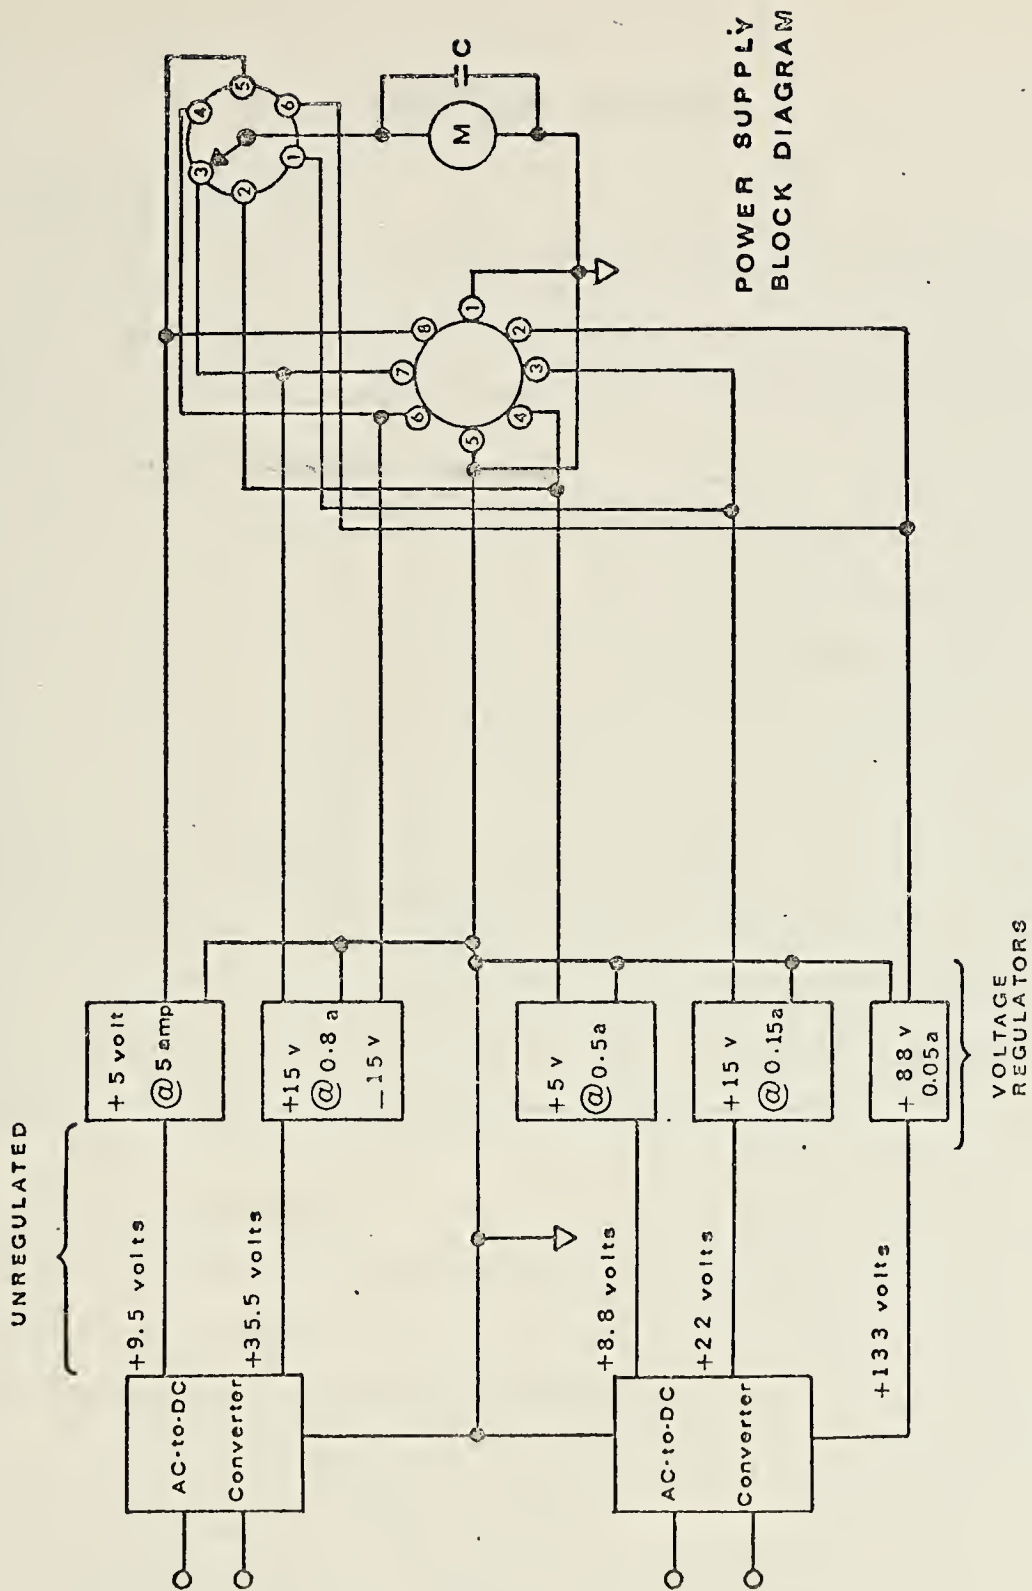 UNREGULATED
+9.5 volts
+35.5 volts
+8.8 volts
+22 volts
+133 volts
AC-to-DC
Converter
AC-to-DC
Converter
+5 volt
@5 amp
+15 v
@0.8 a
-15 v
+5 v
@0.5a
+15 v
@0.15a
+ 88 v
0.05a
VOLTAGE
REGULATORS
8
7
6
5
4
3
2
1
5
4
3
2
1
6
M
C
POWER SUPPLY
BLOCK DIAGRAM